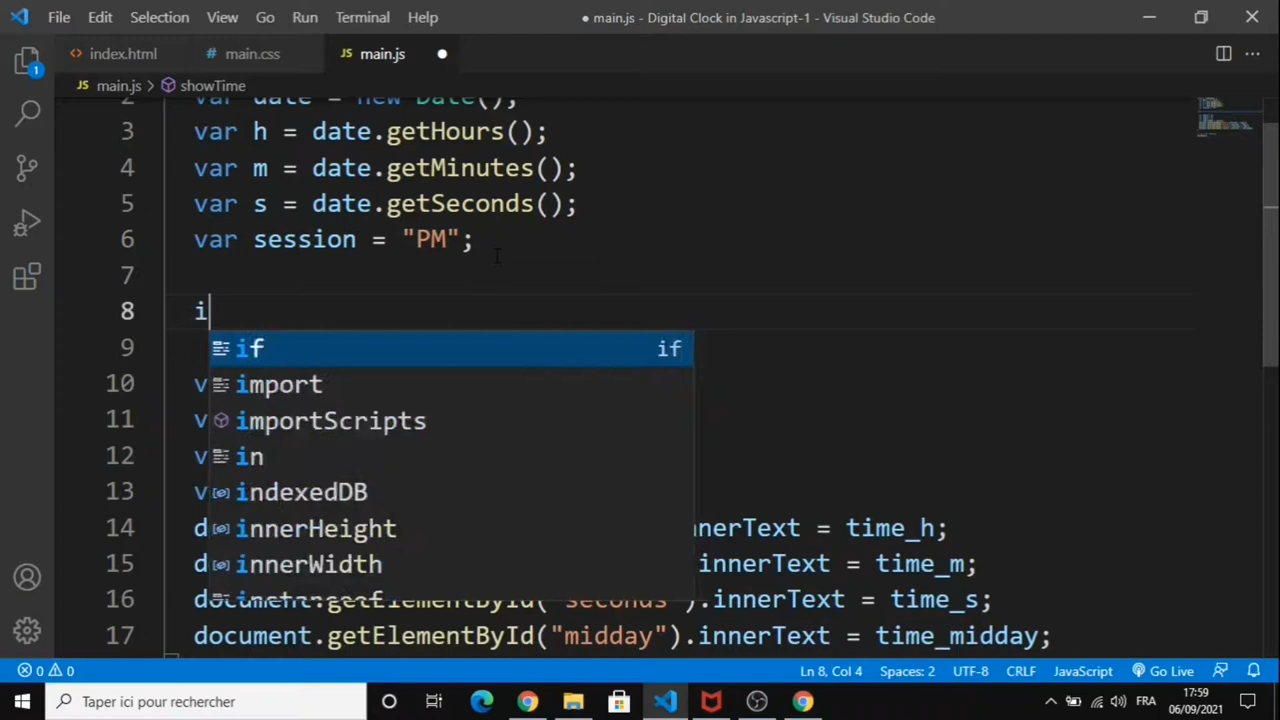 File Edit Selection View Go Run Terminal Help ● main.js - Digital Clock in Javascript-1 - Visual Studio Code
index.html # main.css JS main.js ●
JS main.js > showTime
2 var date = new Date();
3 var h = date.getHours();
4 var m = date.getMinutes();
5 var s = date.getSeconds();
6 var session = "PM";
7
8 i
9 if if
10 v import
11 v importScripts
12 v in
13 v indexedDB
14 d innerHeight nnerText = time_h;
15 d innerWidth innerText = time_m;
16 document.getElementById("seconds").innerText = time_s;
17 document.getElementById("midday").innerText = time_midday;
1
0 0 Ln 8, Col 4 Spaces: 2 UTF-8 CRLF JavaScript Go Live
Taper ici pour rechercher FRA 17:59
06/09/2021